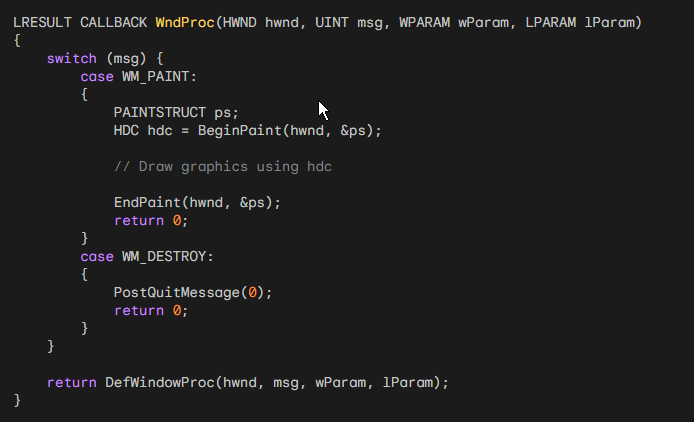 LRESULT CALLBACK WndProc(HWND hwnd, UINT msg, WPARAM wParam, LPARAM lParam)
{
    switch (msg) {
        case WM_PAINT:
        {
            PAINTSTRUCT ps;
            HDC hdc = BeginPaint(hwnd, &ps);

            // Draw graphics using hdc

            EndPaint(hwnd, &ps);
            return 0;
        }
        case WM_DESTROY:
        {
            PostQuitMessage(0);
            return 0;
        }
    }

    return DefWindowProc(hwnd, msg, wParam, lParam);
}